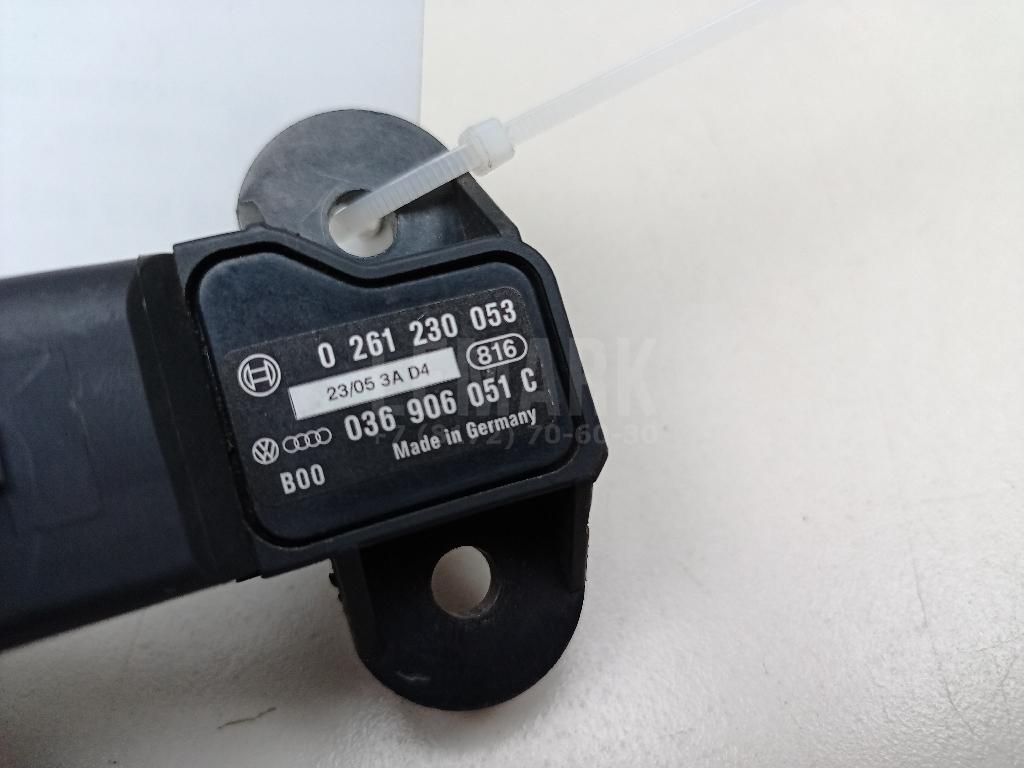 0 261 230 053
23/05 3A D4
816
036 906 051 C
Made in Germany
B00